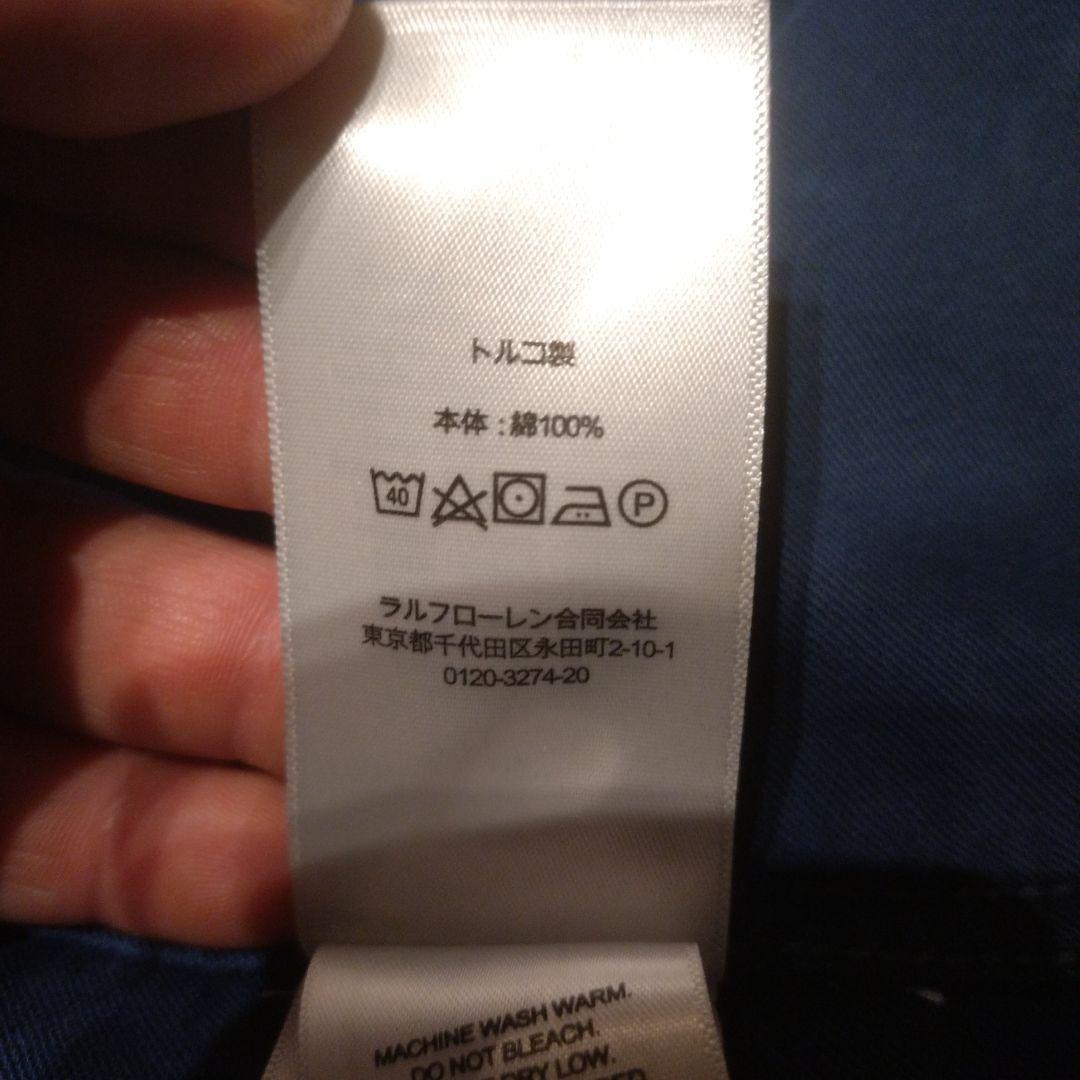 トルコ製
本体:綿100%
40 P
ラルフローレン合同会社
東京都千代田区永田町2-10-1
0120-3274-20
MACHINE WASH WARM.
DO NOT BLEACH.
DRY LOW.